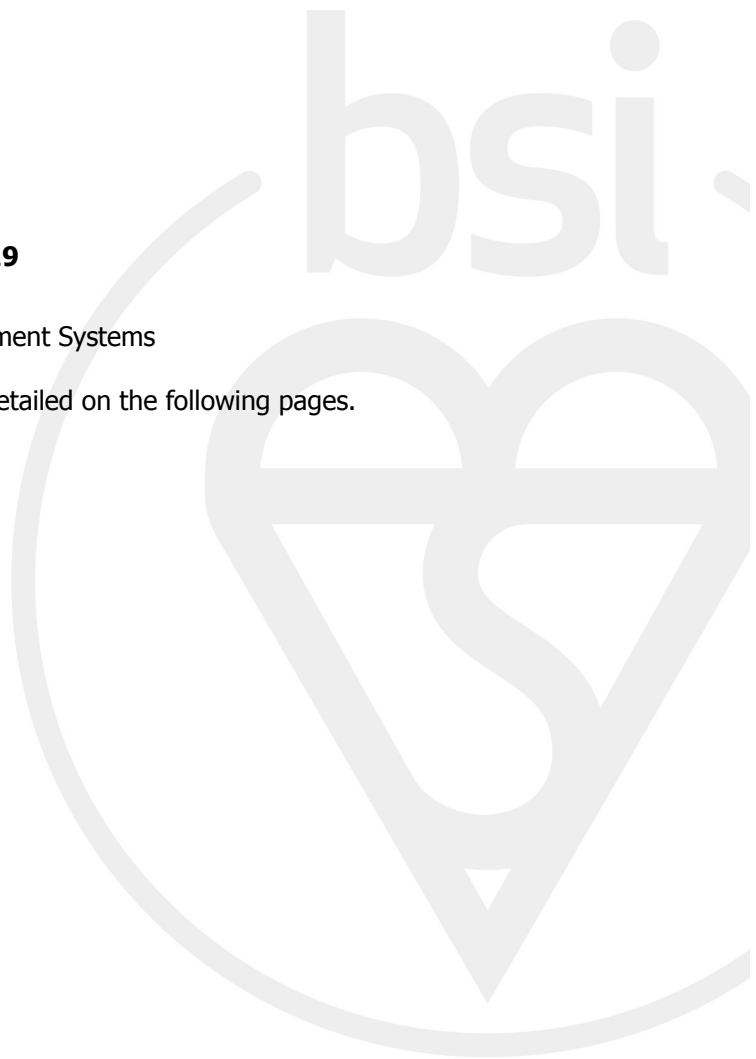 bsi
.9
ment Systems
etailed on the following pages.